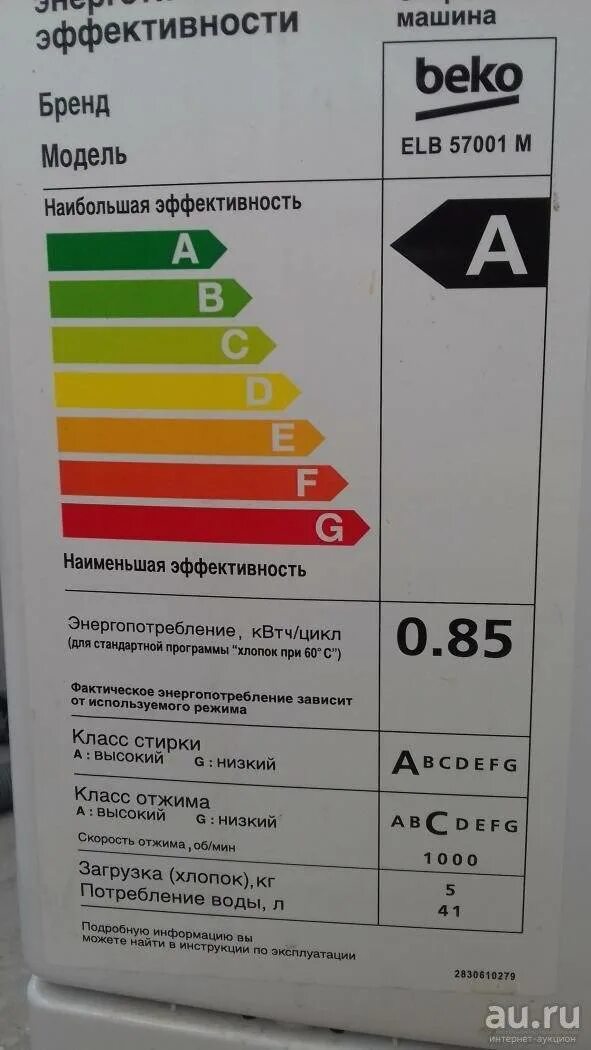 эффективности
машина
Бренд
beko
Модель
ELB 57001 M
Наибольшая эффективность
A
A
B
C
D
E
F
G
Наименьшая эффективность
Энергопотребление, кВтч/цикл
(для стандартной программы "хлопок при 60°C")
0.85
Фактическое энергопотребление зависит
от используемого режима
Класс стирки
A : высокий G : низкий
A B C D E F G
Класс отжима
A : высокий G : низкий
A B C D E F G
Скорость отжима, об/мин
1000
Загрузка (хлопок), кг
5
Потребление воды, л
41
Подробную информацию вы
можете найти в инструкции по эксплуатации
2830610279
au.ru
интернет-аукцион